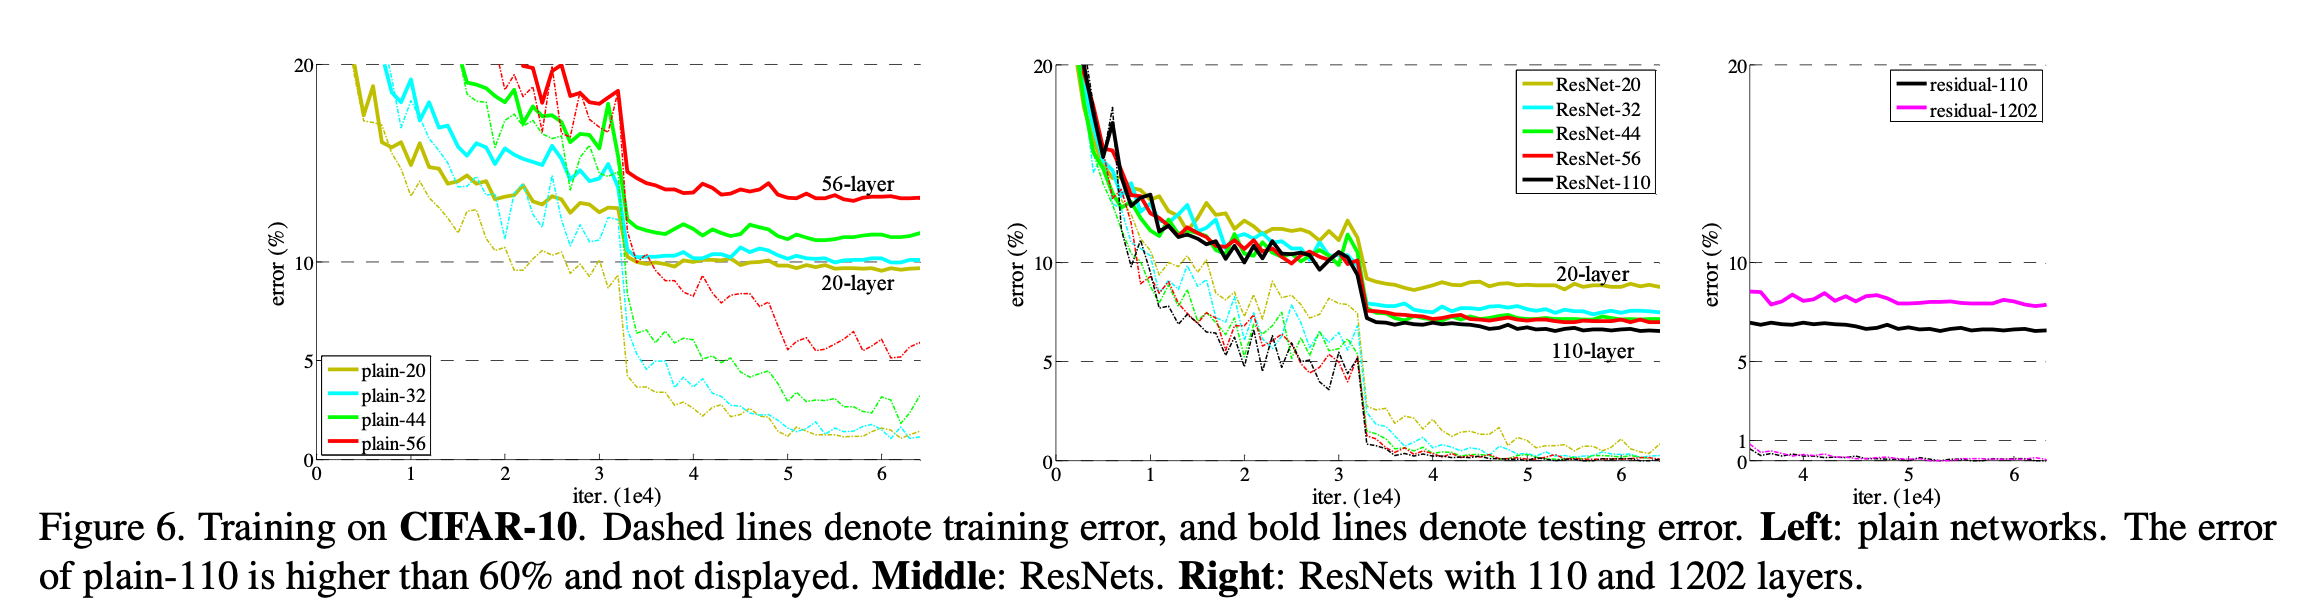 20
10
5
0
error (%)
56-layer
20-layer
plain-20
plain-32
plain-44
plain-56
0 1 2 3 4 5 6
iter. (1e4)
20
10
5
0
error (%)
ResNet-20
ResNet-32
ResNet-44
ResNet-56
ResNet-110
20-layer
110-layer
0 1 2 3 4 5 6
iter. (1e4)
20
10
5
1
0
error (%)
residual-110
residual-1202
4 5 6
iter. (1e4)
Figure 6. Training on CIFAR-10. Dashed lines denote training error, and bold lines denote testing error. Left: plain networks. The error
of plain-110 is higher than 60% and not displayed. Middle: ResNets. Right: ResNets with 110 and 1202 layers.